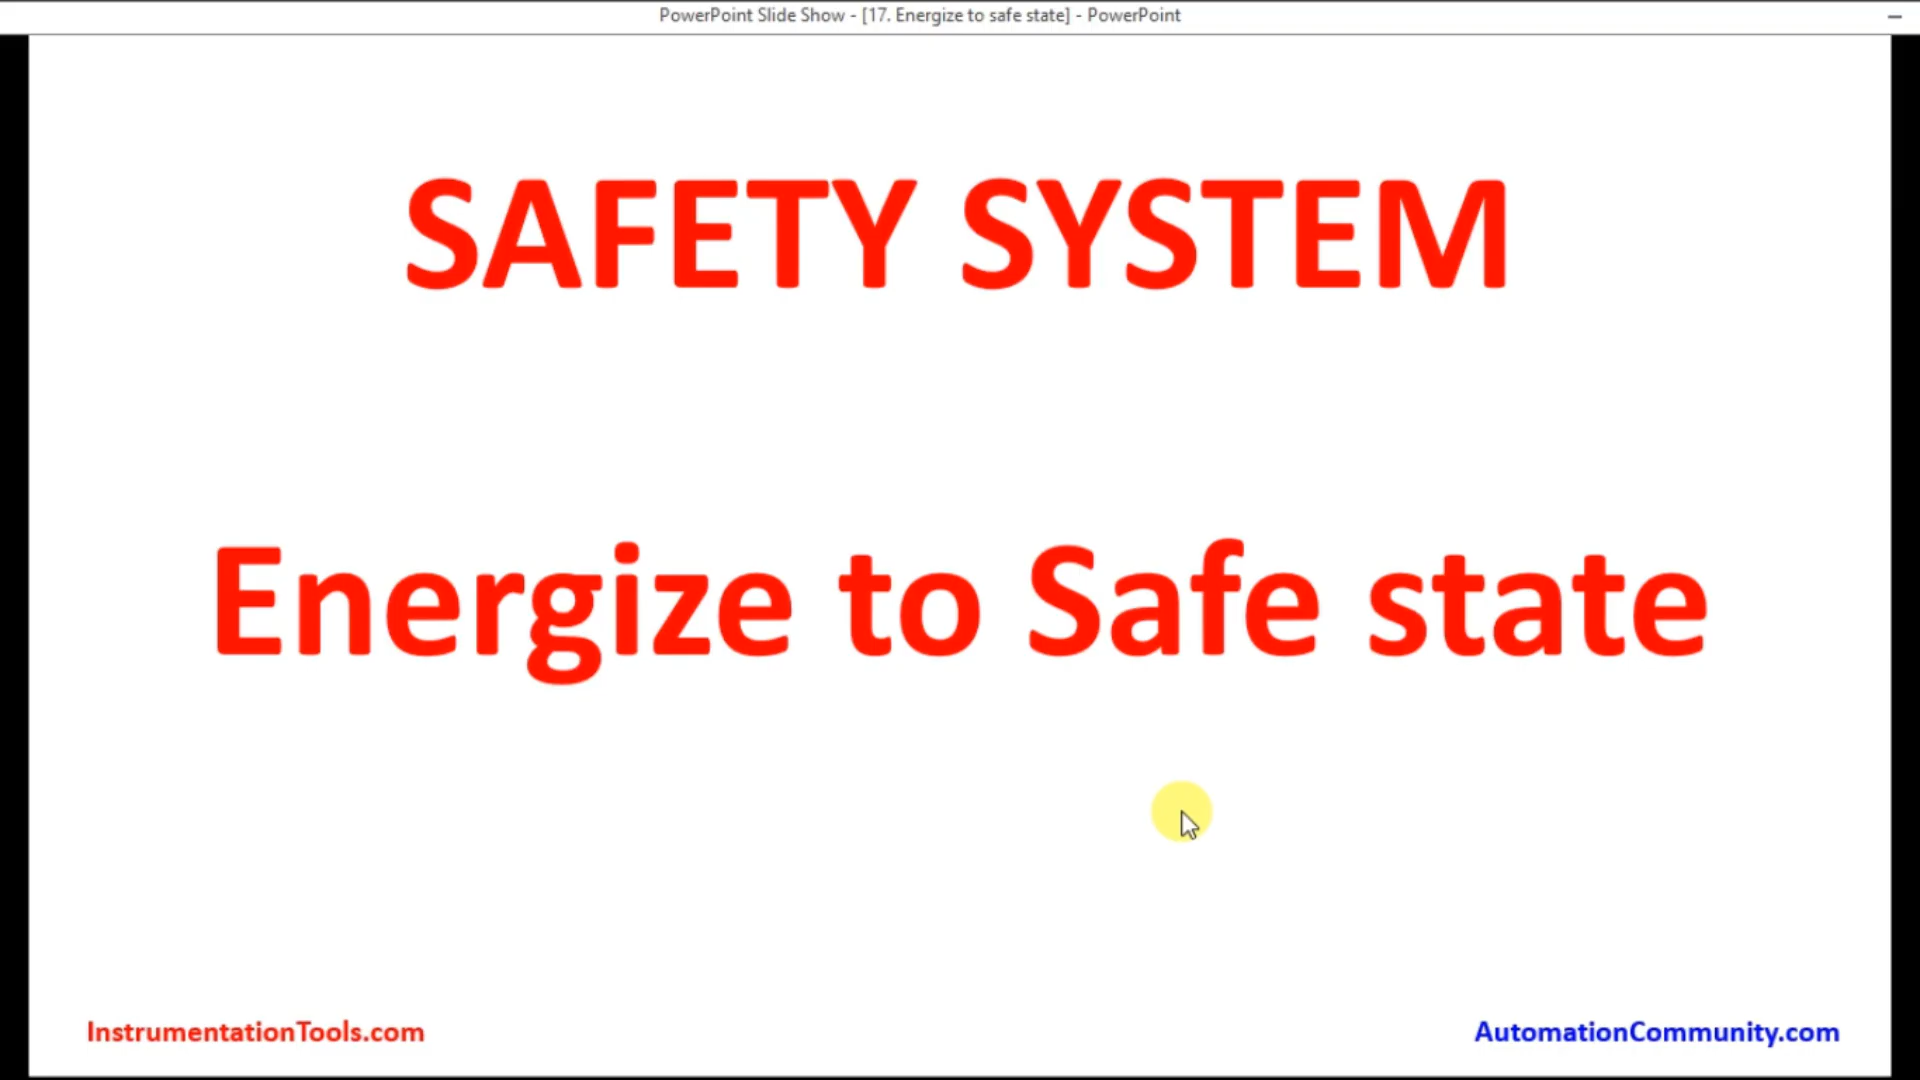 PowerPoint Slide Show - [17. Energize to safe state] - PowerPoint
SAFETY SYSTEM
Energize to Safe state
InstrumentationTools.com
AutomationCommunity.com